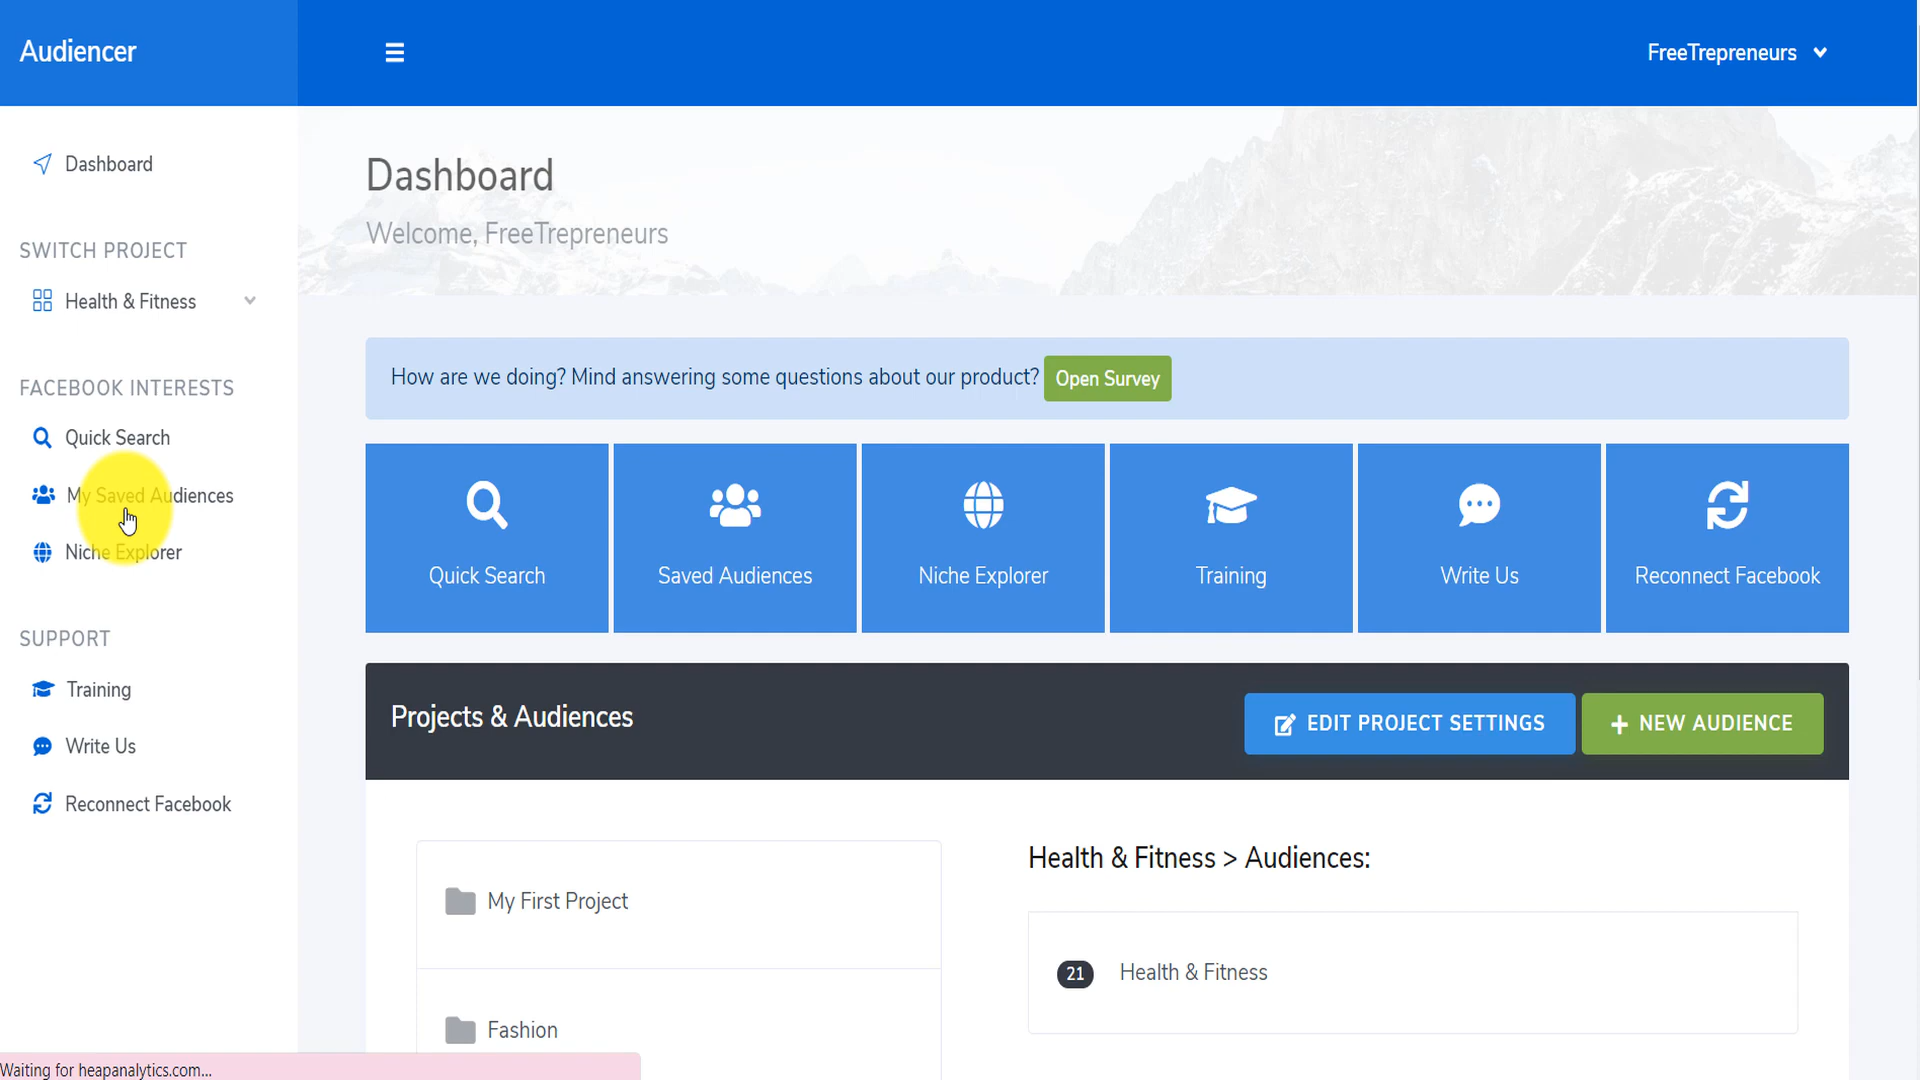 Audiencer
FreeTrepreneurs
Dashboard
SWITCH PROJECT
Health & Fitness
FACEBOOK INTERESTS
Quick Search
My Saved Audiences
Niche Explorer
SUPPORT
Training
Write Us
Reconnect Facebook
Dashboard
Welcome, FreeTrepreneurs
How are we doing? Mind answering some questions about our product? Open Survey
Quick Search
Saved Audiences
Niche Explorer
Training
Write Us
Reconnect Facebook
Projects & Audiences
EDIT PROJECT SETTINGS
+ NEW AUDIENCE
My First Project
Fashion
Health & Fitness > Audiences:
21 Health & Fitness
Waiting for heapanalytics.com...